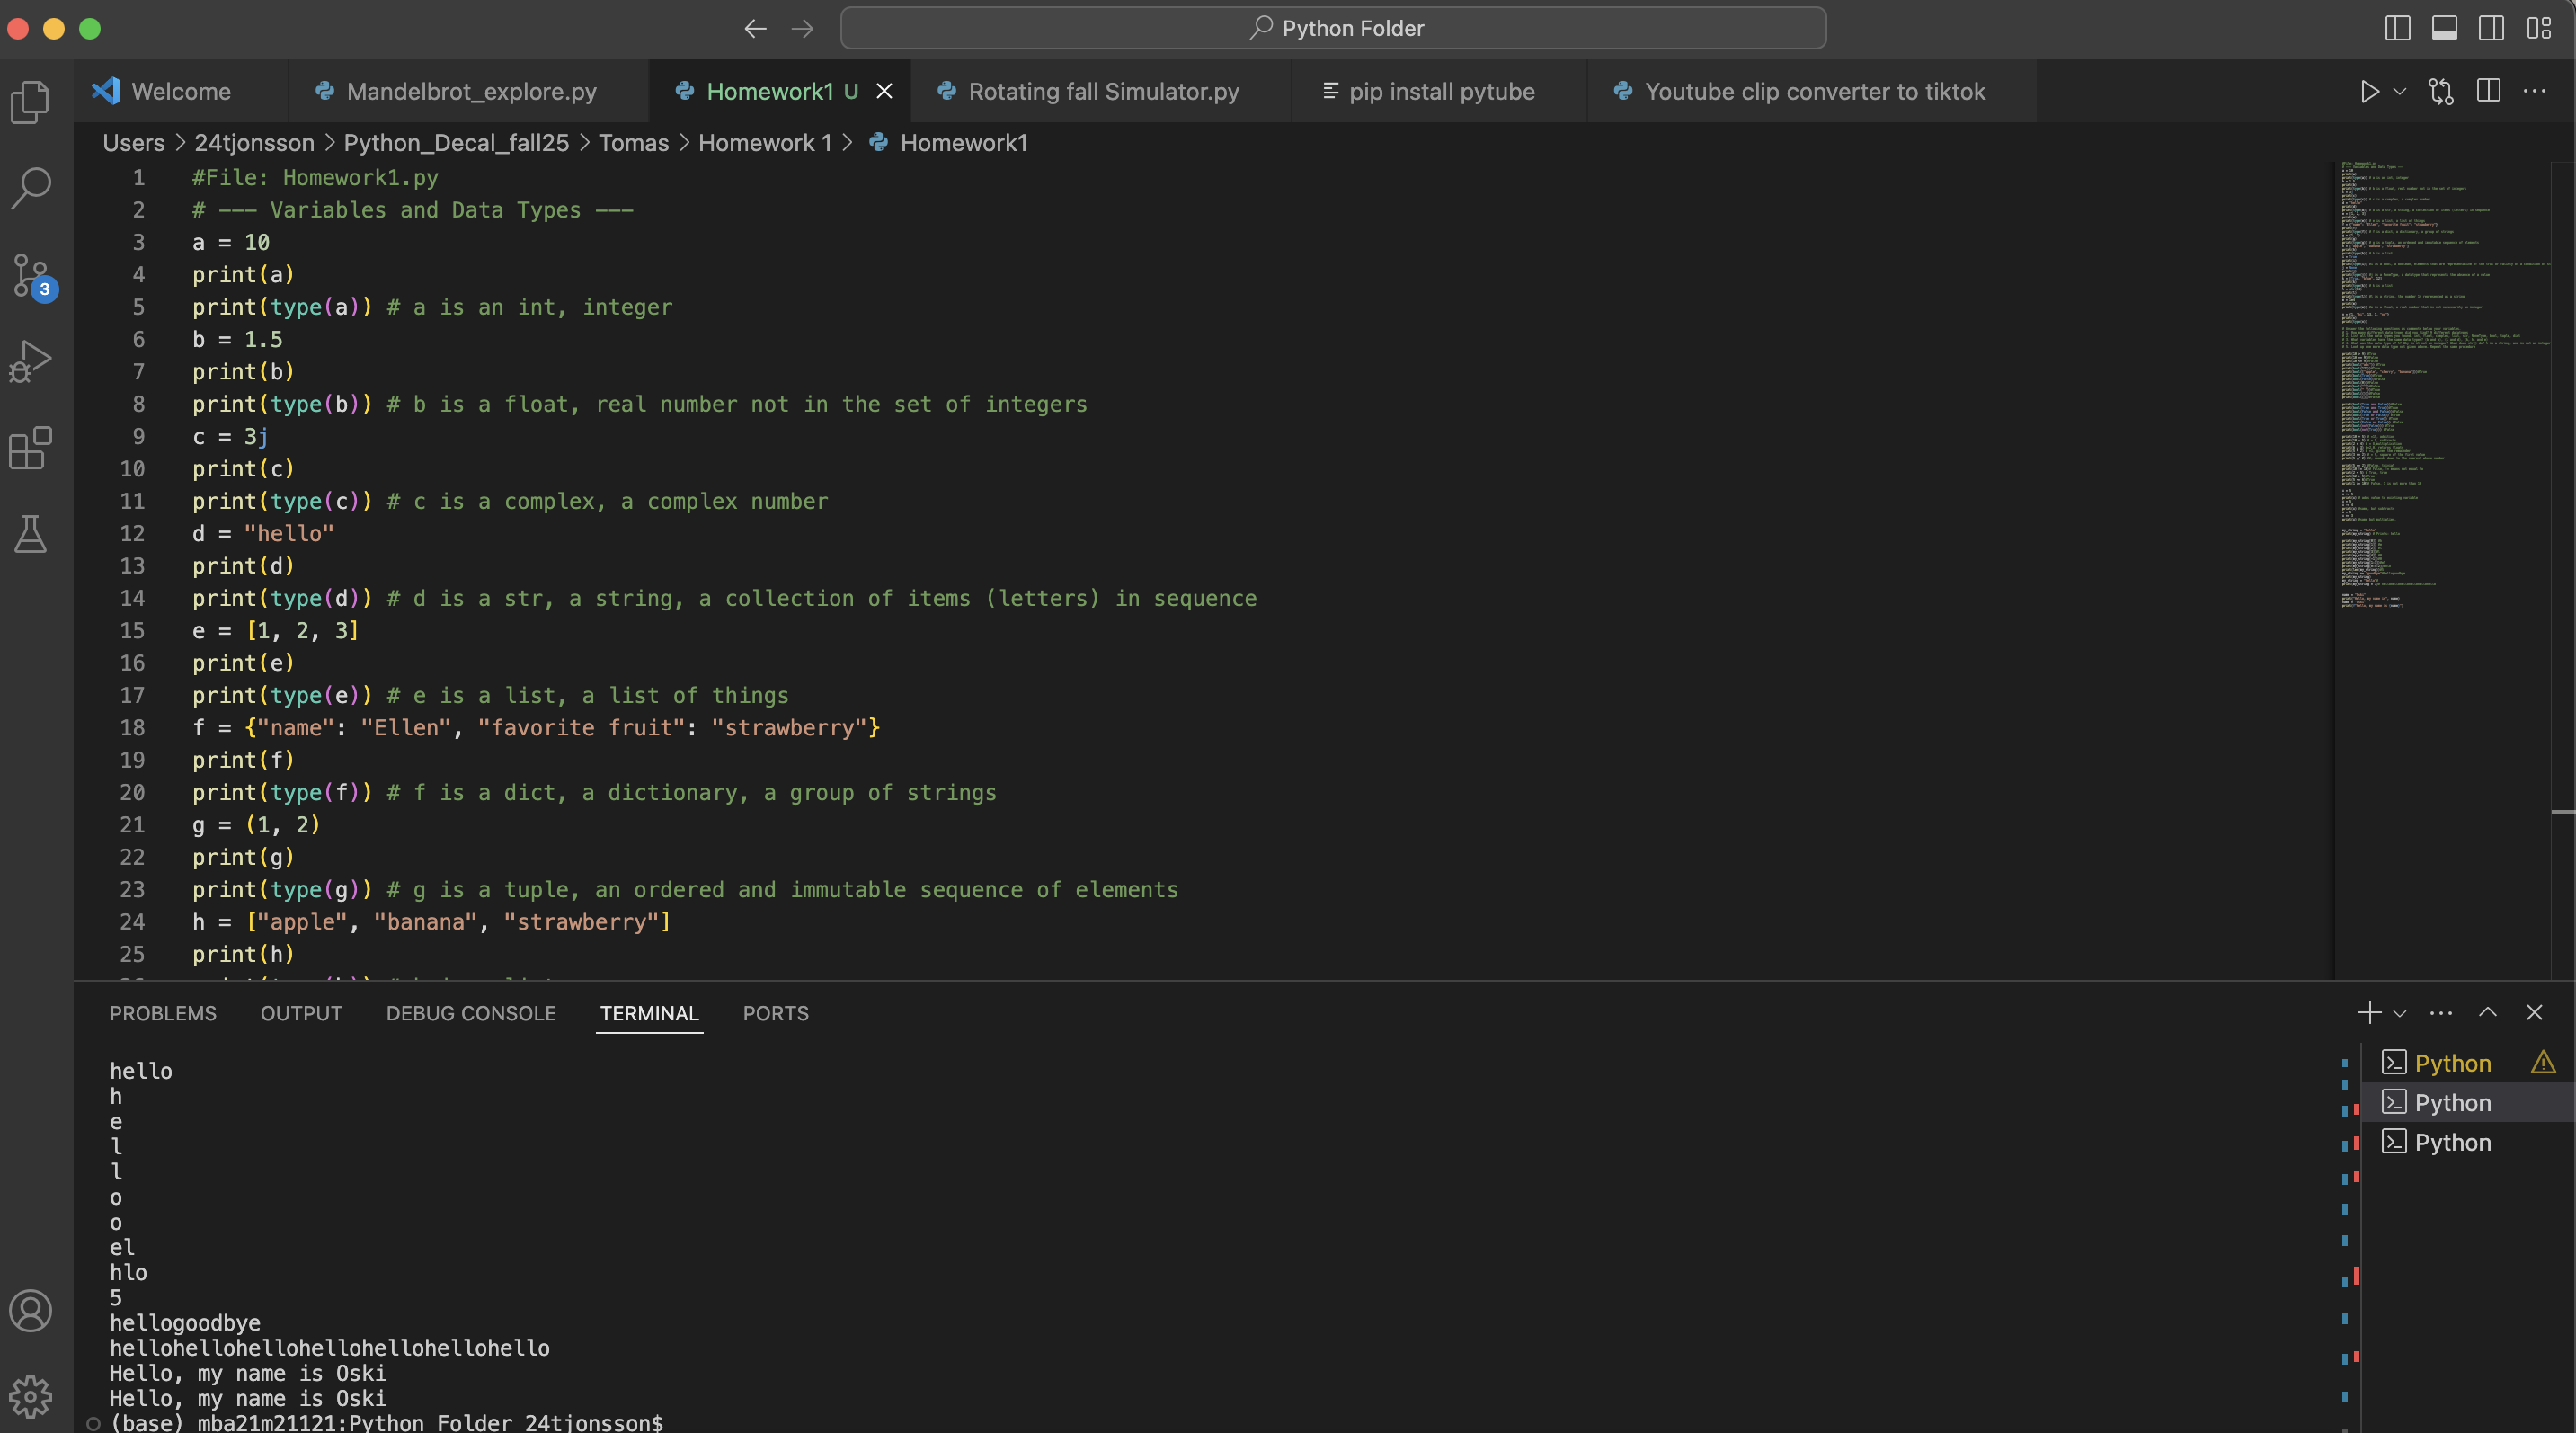 Python Folder
Welcome
Mandelbrot_explore.py
Homework1 U
Rotating fall Simulator.py
pip install pytube
Youtube clip converter to tiktok
Users > 24tjonsson > Python_Decal_fall25 > Tomas > Homework 1 > Homework1
3
1 #File: Homework1.py
2 # --- Variables and Data Types ---
3 a = 10
4 print(a)
5 print(type(a)) # a is an int, integer
6 b = 1.5
7 print(b)
8 print(type(b)) # b is a float, real number not in the set of integers
9 c = 3j
10 print(c)
11 print(type(c)) # c is a complex, a complex number
12 d = "hello"
13 print(d)
14 print(type(d)) # d is a str, a string, a collection of items (letters) in sequence
15 e = [1, 2, 3]
16 print(e)
17 print(type(e)) # e is a list, a list of things
18 f = {"name": "Ellen", "favorite fruit": "strawberry"}
19 print(f)
20 print(type(f)) # f is a dict, a dictionary, a group of strings
21 g = (1, 2)
22 print(g)
23 print(type(g)) # g is a tuple, an ordered and immutable sequence of elements
24 h = ["apple", "banana", "strawberry"]
25 print(h)
PROBLEMS OUTPUT DEBUG CONSOLE TERMINAL PORTS
hello
h
e
l
l
o
o
el
hlo
5
hellogoodbye
hellohellohellohellohellohellohello
Hello, my name is Oski
Hello, my name is Oski
(base) mba21m21121:Python Folder 24tjonsson$
Python
Python
Python